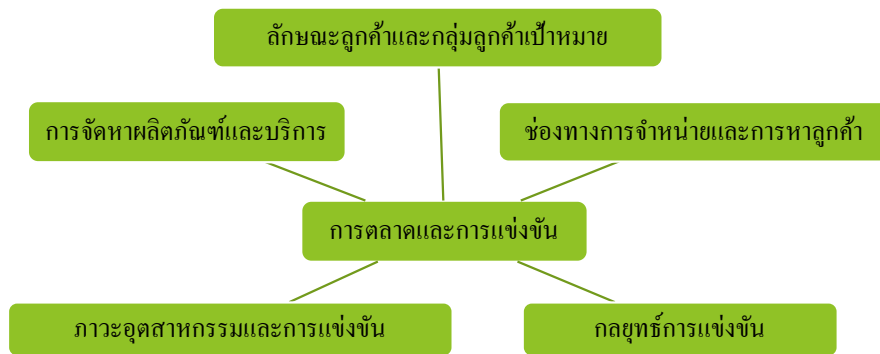 ลักษณะลูกค้าและกลุ่มลูกค้าเป้าหมาย
การจัดหาผลิตภัณฑ์และบริการ
ช่องทางการจำหน่ายและการหาลูกค้า
การตลาดและการแข่งขัน
ภาวะอุตสาหกรรมและการแข่งขัน
กลยุทธ์การแข่งขัน